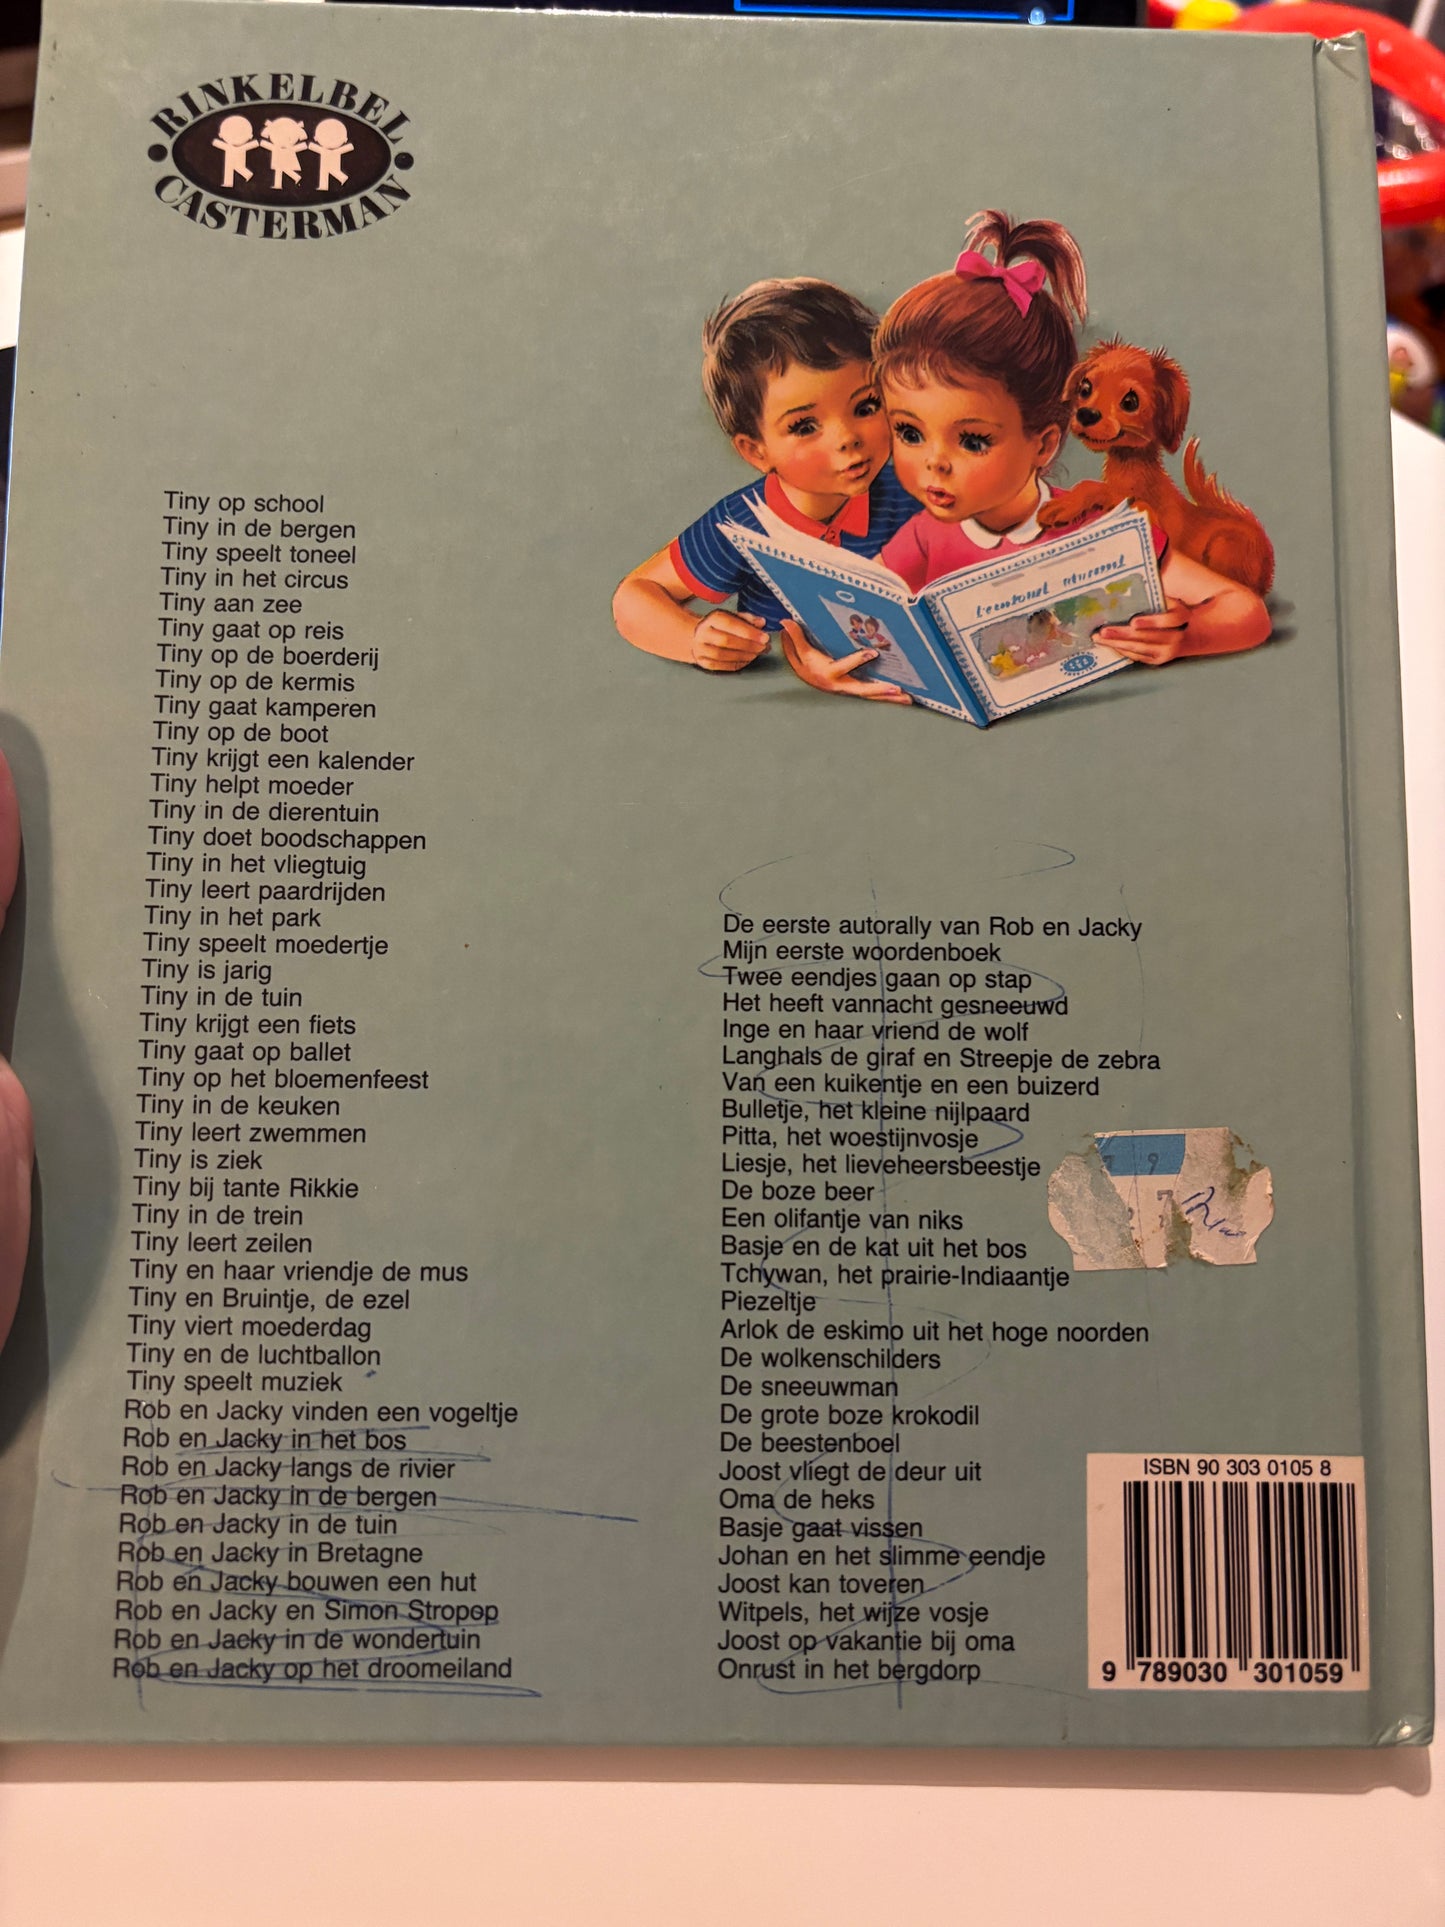 RINKELBEL
CASTERMAN
Tiny op school
Tiny in de bergen
Tiny speelt toneel
Tiny in het circus
Tiny aan zee
Tiny gaat op reis
Tiny op de boerderij
Tiny op de kermis
Tiny gaat kamperen
Tiny op de boot
Tiny krijgt een kalender
Tiny helpt moeder
Tiny in de dierentuin
Tiny doet boodschappen
Tiny in het vliegtuig
Tiny leert paardrijden
Tiny in het park
Tiny speelt moedertje
Tiny is jarig
Tiny in de tuin
Tiny krijgt een fiets
Tiny gaat op ballet
Tiny op het bloemenfeest
Tiny in de keuken
Tiny leert zwemmen
Tiny is ziek
Tiny bij tante Rikkie
Tiny in de trein
Tiny leert zeilen
Tiny en haar vriendje de mus
Tiny en Bruintje, de ezel
Tiny viert moederdag
Tiny en de luchtballon
Tiny speelt muziek
Rob en Jacky vinden een vogeltje
Rob en Jacky in het bos
Rob en Jacky langs de rivier
Rob en Jacky in de bergen
Rob en Jacky in de tuin
Rob en Jacky in Bretagne
Rob en Jacky bouwen een hut
Rob en Jacky en Simon Stropop
Rob en Jacky in de wondertuin
Rob en Jacky op het droomeiland
De eerste autorally van Rob en Jacky
Mijn eerste woordenboek
Twee eendjes gaan op stap
Het heeft vannacht gesneeuwd
Inge en haar vriend de wolf
Langhals de giraf en Streepje de zebra
Van een kuikentje en een buizerd
Bulletje, het kleine nijlpaard
Pitta, het woestijnvosje
Liesje, het lieveheersbeestje
De boze beer
Een olifantje van niks
Basje en de kat uit het bos
Tchywan, het prairie-Indiaantje
Piezeltje
Arlok de eskimo uit het hoge noorden
De wolkenschilders
De sneeuwman
De grote boze krokodil
De beestenboel
Joost vliegt de deur uit
Oma de heks
Basje gaat vissen
Johan en het slimme eendje
Joost kan toveren
Witpels, het wijze vosje
Joost op vakantie bij oma
Onrust in het bergdorp
7 9
7
ISBN 90 303 0105 8
9 789030 301059